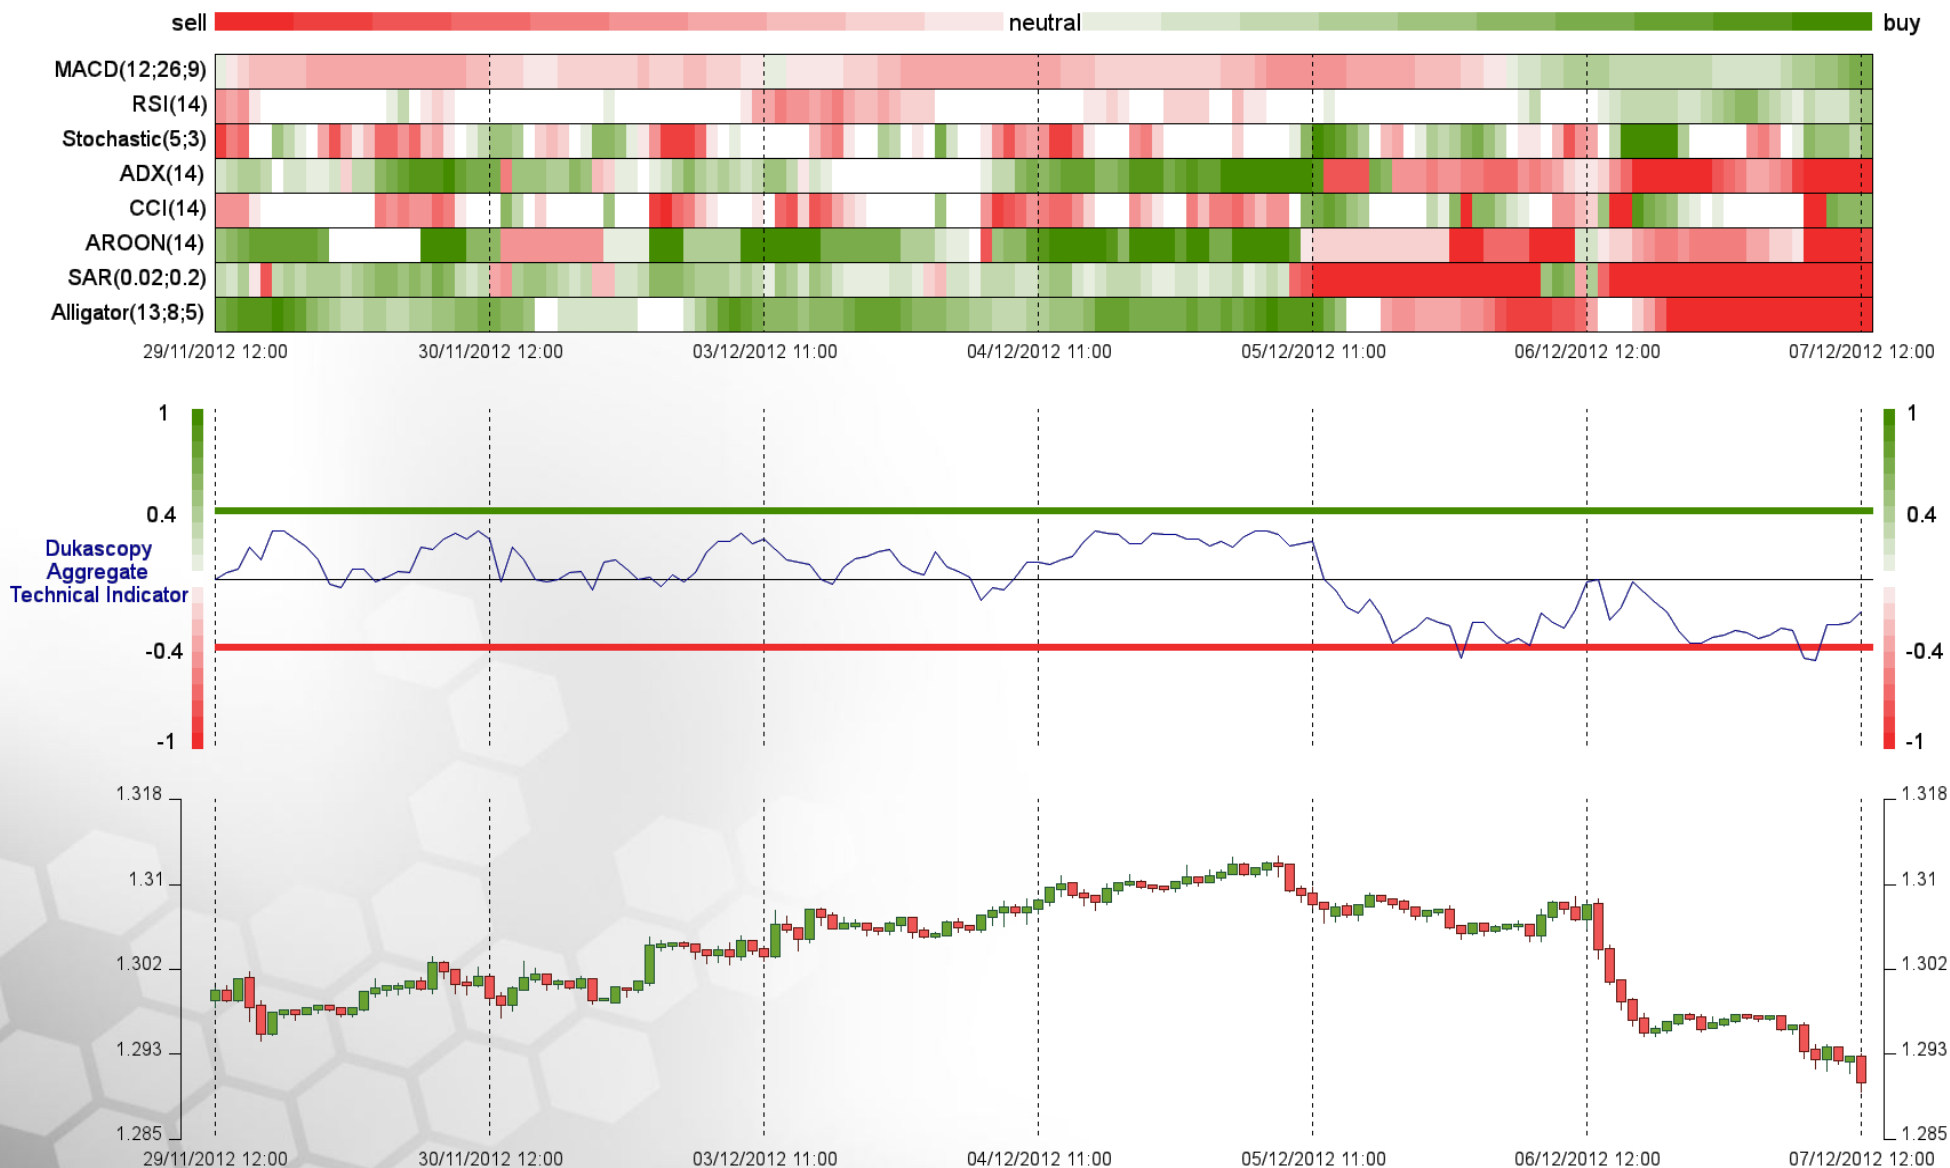 sell neutral buy
MACD(12;26;9)
RSI(14)
Stochastic(5;3)
ADX(14)
CCI(14)
AROON(14)
SAR(0.02;0.2)
Alligator(13;8;5)
29/11/2012 12:00 30/11/2012 12:00 03/12/2012 11:00 04/12/2012 11:00 05/12/2012 11:00 06/12/2012 12:00 07/12/2012 12:00
1 1
0.4 0.4
Dukascopy
Aggregate
Technical Indicator
-0.4 -0.4
-1 -1
1.318 1.318
1.31 1.31
1.302 1.302
1.293 1.293
1.285 1.285
29/11/2012 12:00 30/11/2012 12:00 03/12/2012 11:00 04/12/2012 11:00 05/12/2012 11:00 06/12/2012 12:00 07/12/2012 12:00